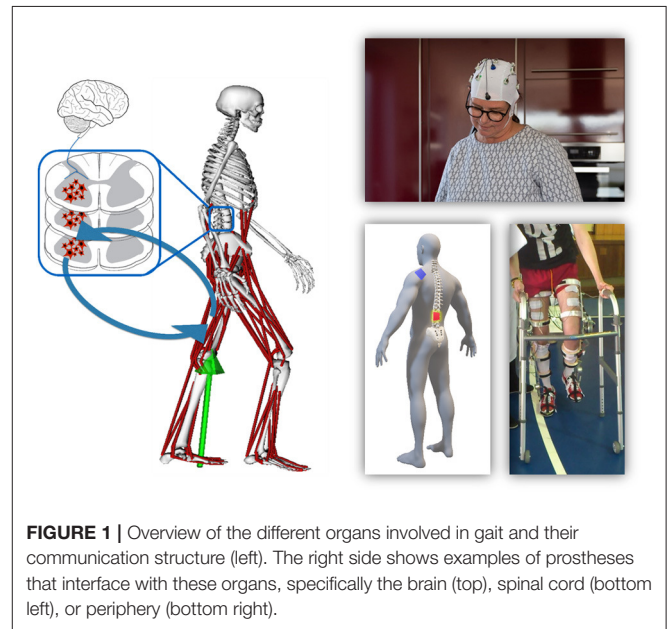 FIGURE 1 | Overview of the different organs involved in gait and their
communication structure (left). The right side shows examples of prostheses
that interface with these organs, specifically the brain (top), spinal cord (bottom
left), or periphery (bottom right).